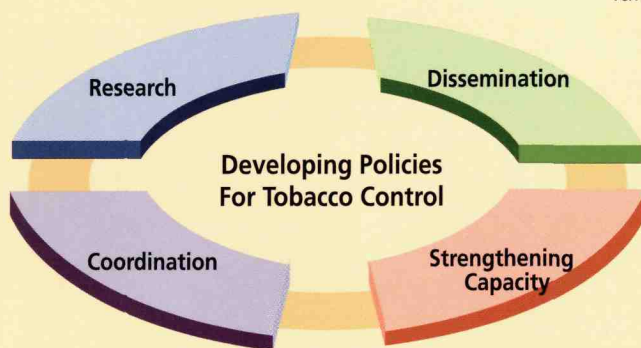 Research
Dissemination
Developing Policies
For Tobacco Control
Coordination
Strengthening
Capacity